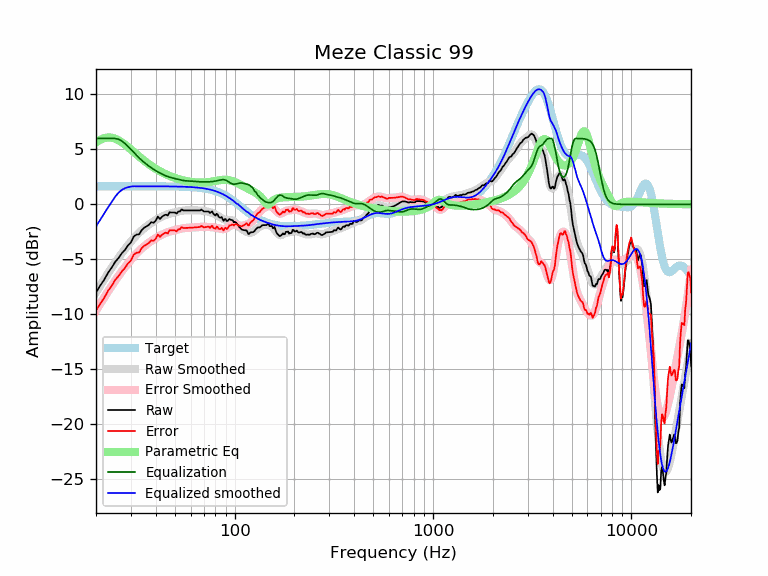 Meze Classic 99
10
5
0
−5
−10
−15
−20
−25
Amplitude (dBr)
Target
Raw Smoothed
Error Smoothed
Raw
Error
Parametric Eq
Equalization
Equalized smoothed
100
1000
10000
Frequency (Hz)